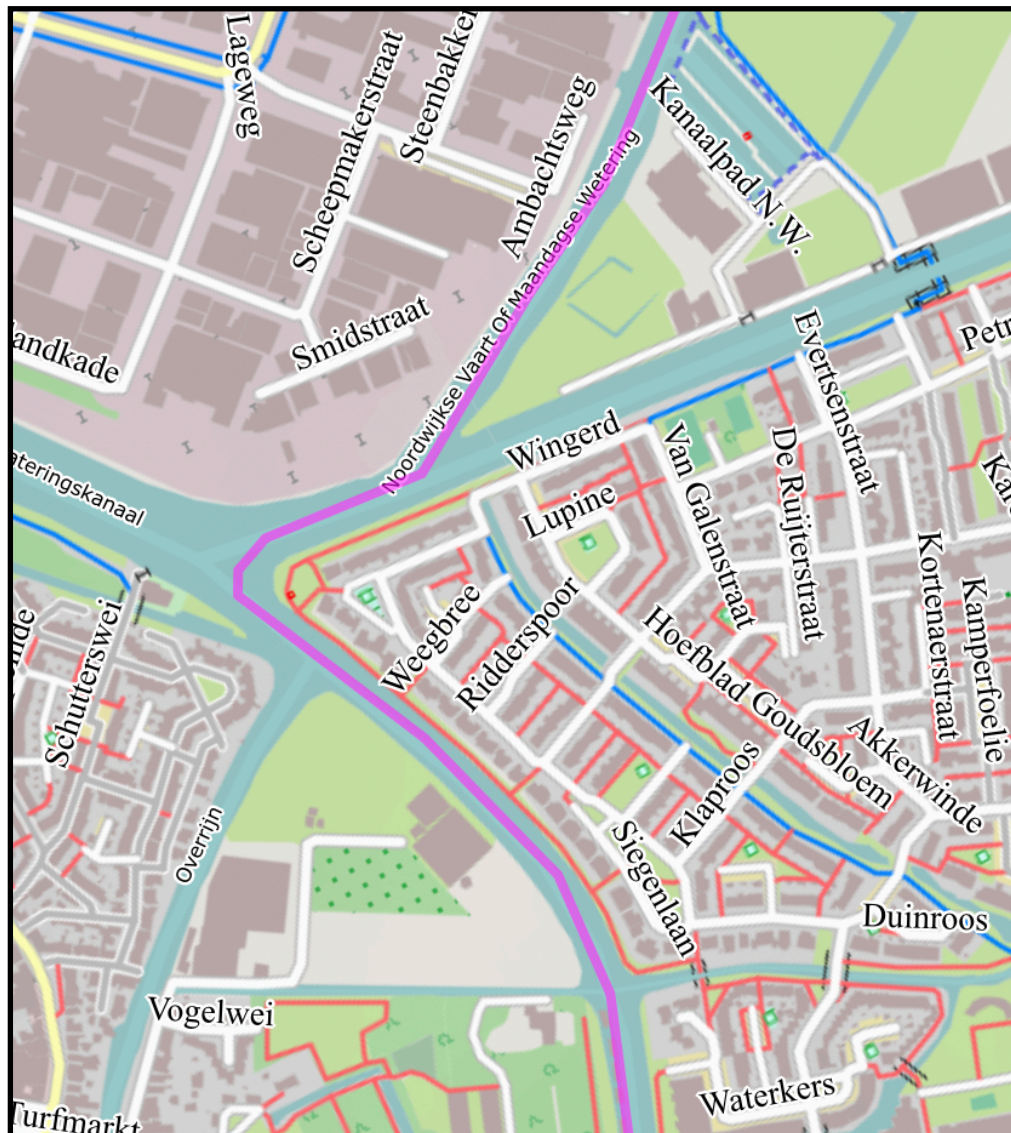 Lageweg
Scheepmakerstraat
Steenbakker
Ambachtsweg
Kanaalpad N.W.
Noordwijkse Vaart Of Maandagse Wetering
Smidstraat
andkade
Evertsenstraat
Petr
Wingerd
Van Galenstraat
De Ruijterstraat
Lupine
ateringskanaal
Kortenaerstraat
Kamperfoelie
Schutterswei
Weegbree
Ridderspoor
Hoefblad
Goudsbloem
Akkerwinde
Klaproos
Siegenlaan
Overrijn
Duinroos
Vogelwei
Waterkers
Turfmarkt